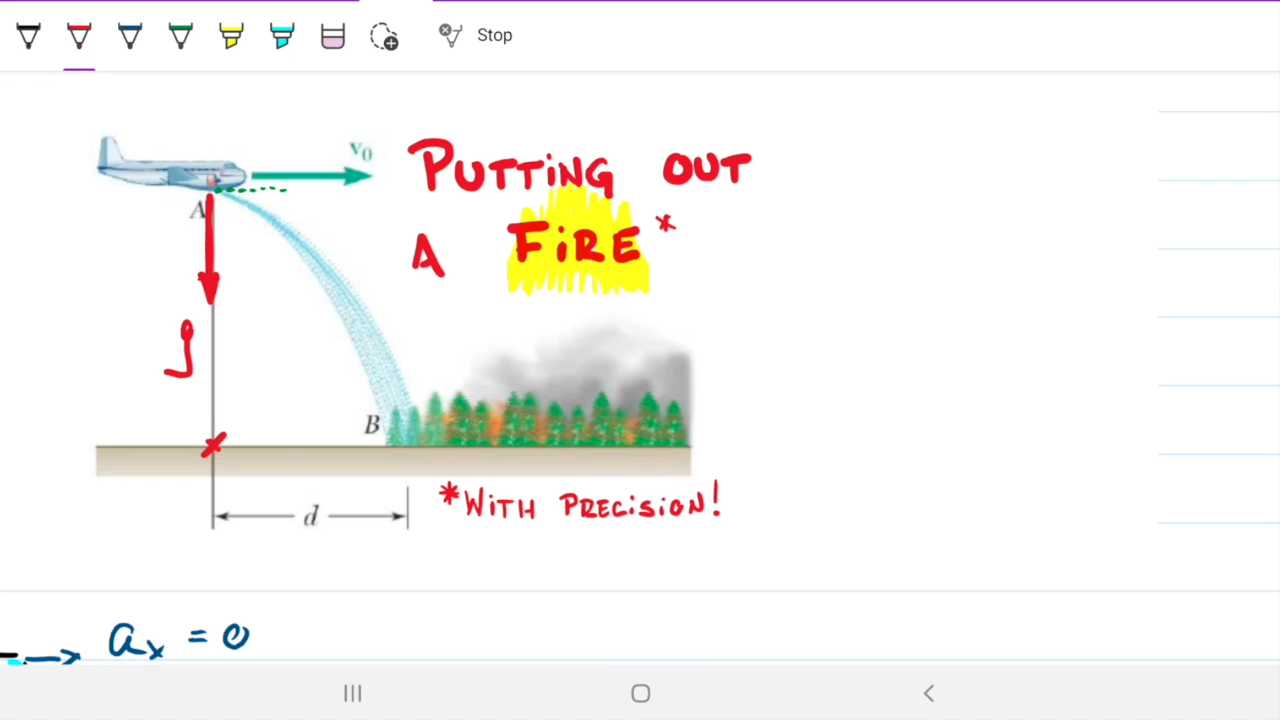 Stop
v₀
PUTTiNG OUT
A FiRE*
A
g
B
d
*WiTH PRECiSiON!
aₓ = 0